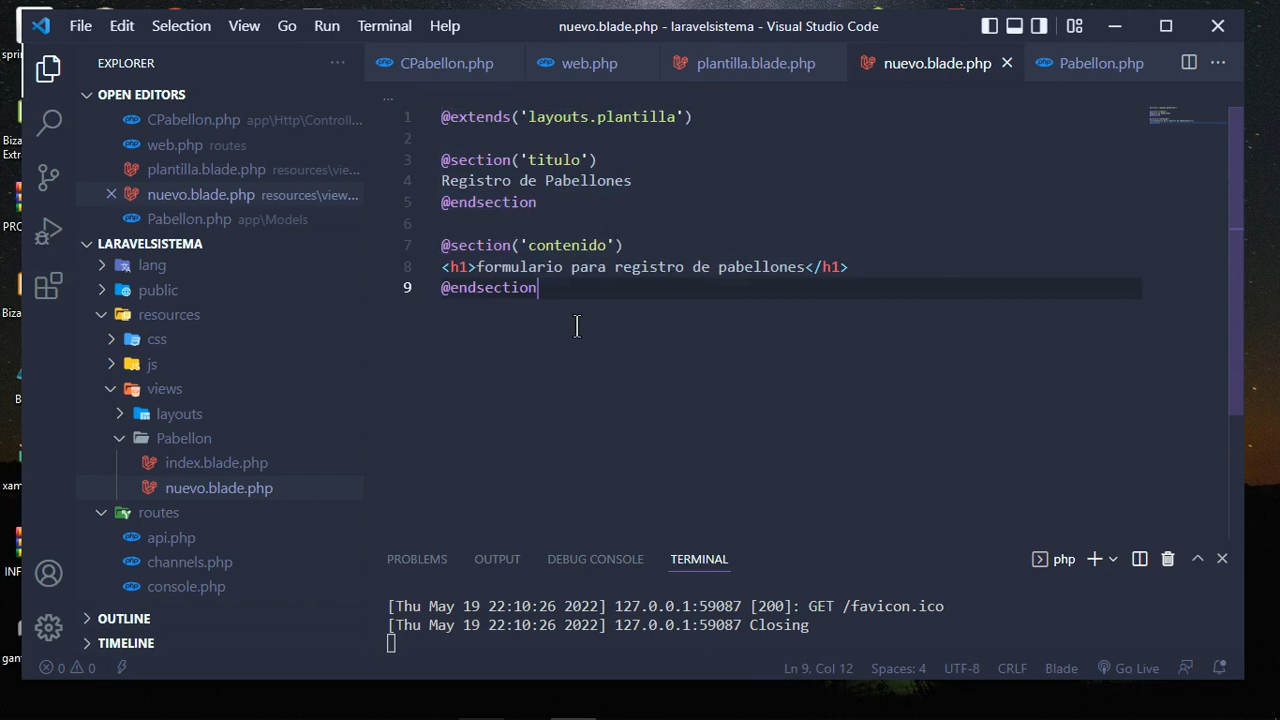 File Edit Selection View Go Run Terminal Help nuevo.blade.php - laravelsistema - Visual Studio Code
EXPLORER
OPEN EDITORS
CPabellon.php app\Http\Controll...
web.php routes
plantilla.blade.php resources\vie...
nuevo.blade.php resources\view...
Pabellon.php app\Models
LARAVELSISTEMA
lang
public
resources
css
js
views
layouts
Pabellon
index.blade.php
nuevo.blade.php
routes
api.php
channels.php
console.php
OUTLINE
TIMELINE
CPabellon.php web.php plantilla.blade.php nuevo.blade.php Pabellon.php
...
1 @extends('layouts.plantilla')
2
3 @section('titulo')
4 Registro de Pabellones
5 @endsection
6
7 @section('contenido')
8 <h1>formulario para registro de pabellones</h1>
9 @endsection
PROBLEMS OUTPUT DEBUG CONSOLE TERMINAL php
[Thu May 19 22:10:26 2022] 127.0.0.1:59087 [200]: GET /favicon.ico
[Thu May 19 22:10:26 2022] 127.0.0.1:59087 Closing
0 0 Ln 9, Col 12 Spaces: 4 UTF-8 CRLF Blade Go Live